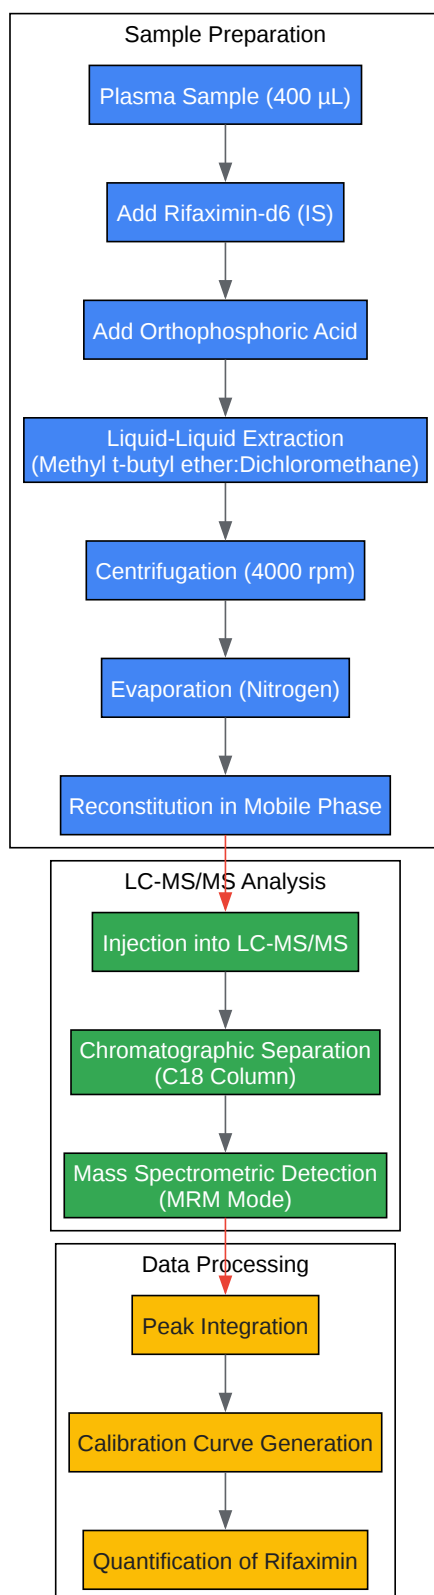 Sample Preparation
Plasma Sample (400 µL)
Add Rifaximin-d6 (IS)
Add Orthophosphoric Acid
Liquid-Liquid Extraction
(Methyl t-butyl ether:Dichloromethane)
Centrifugation (4000 rpm)
Evaporation (Nitrogen)
Reconstitution in Mobile Phase
LC-MS/MS Analysis
Injection into LC-MS/MS
Chromatographic Separation
(C18 Column)
Mass Spectrometric Detection
(MRM Mode)
Data Processing
Peak Integration
Calibration Curve Generation
Quantification of Rifaximin